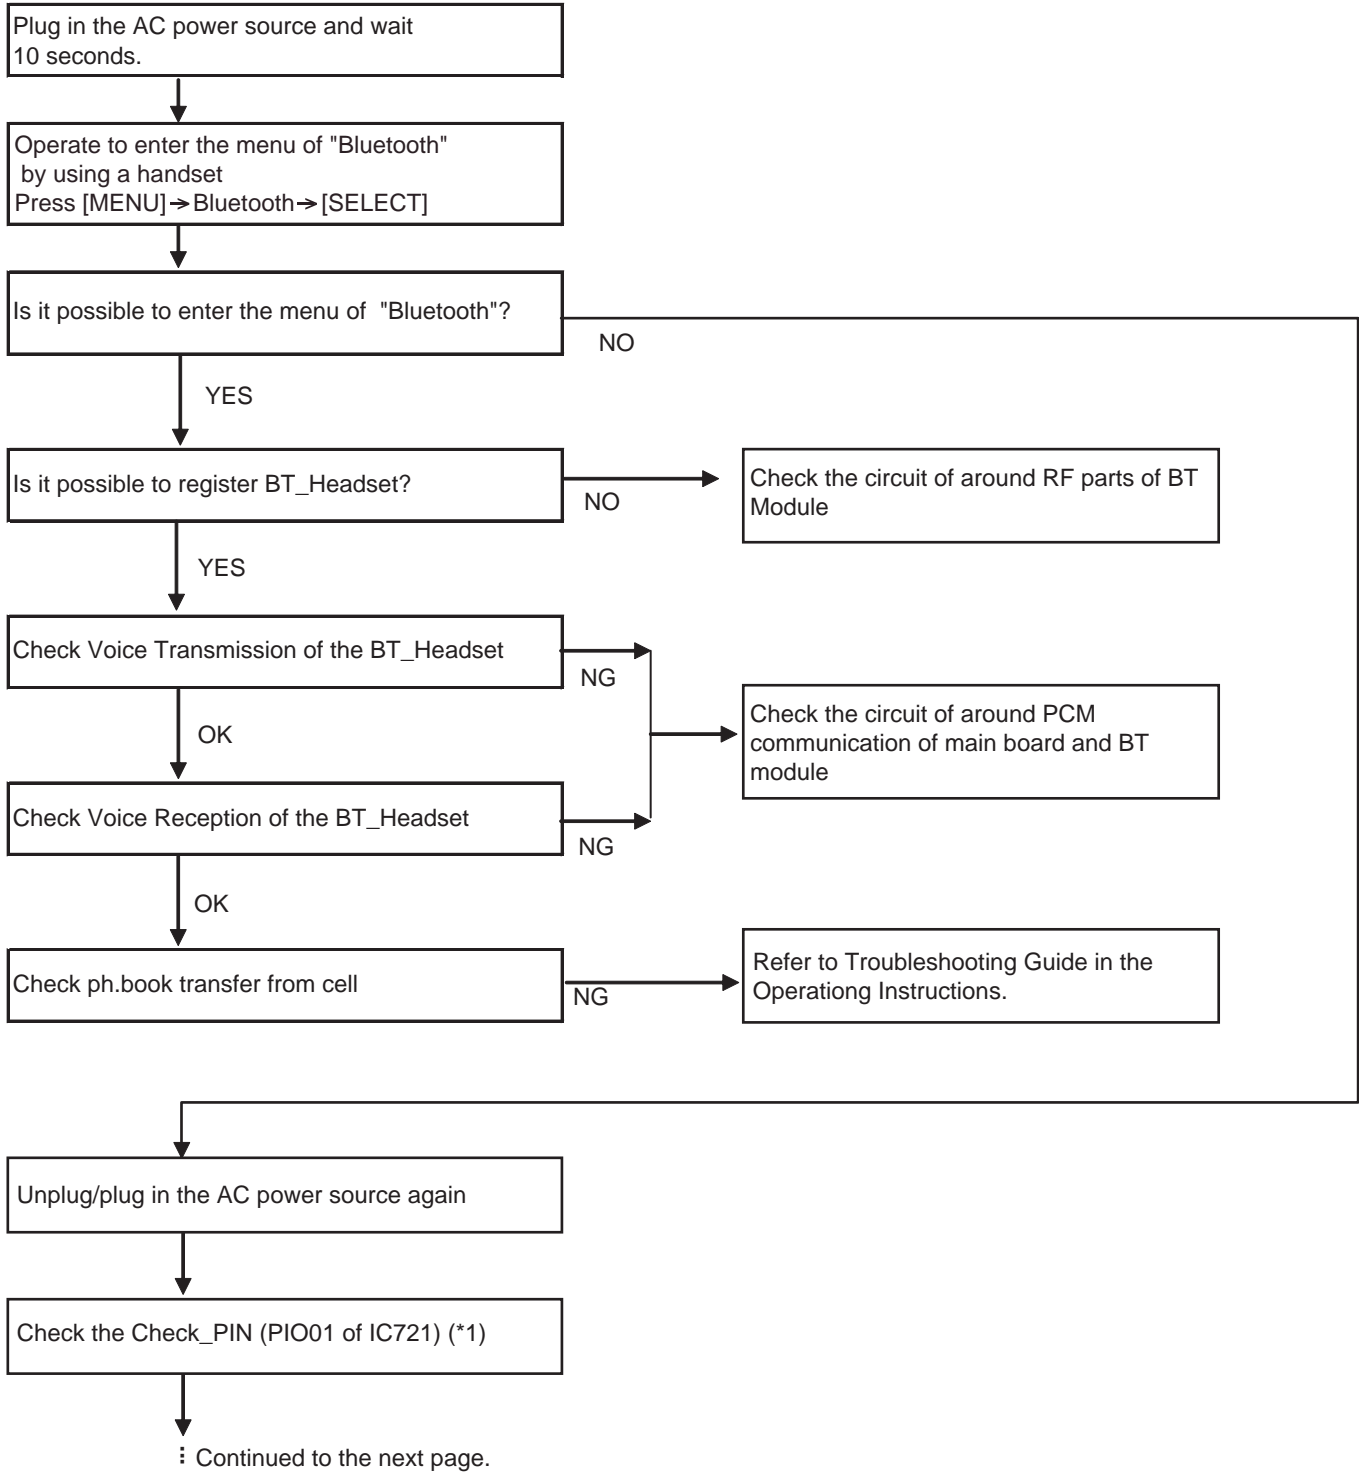 Plug in the AC power source and wait
10 seconds.
Operate to enter the menu of "Bluetooth"
by using a handset
Press [MENU]→Bluetooth→[SELECT]
Is it possible to enter the menu of "Bluetooth"?
NO
YES
Is it possible to register BT_Headset?
NO
Check the circuit of around RF parts of BT
Module
YES
Check Voice Transmission of the BT_Headset
NG
OK
Check the circuit of around PCM
communication of main board and BT
module
Check Voice Reception of the BT_Headset
NG
OK
Check ph.book transfer from cell
NG
Refer to Troubleshooting Guide in the
Operationg Instructions.
Unplug/plug in the AC power source again
Check the Check_PIN (PIO01 of IC721) (*1)
Continued to the next page.